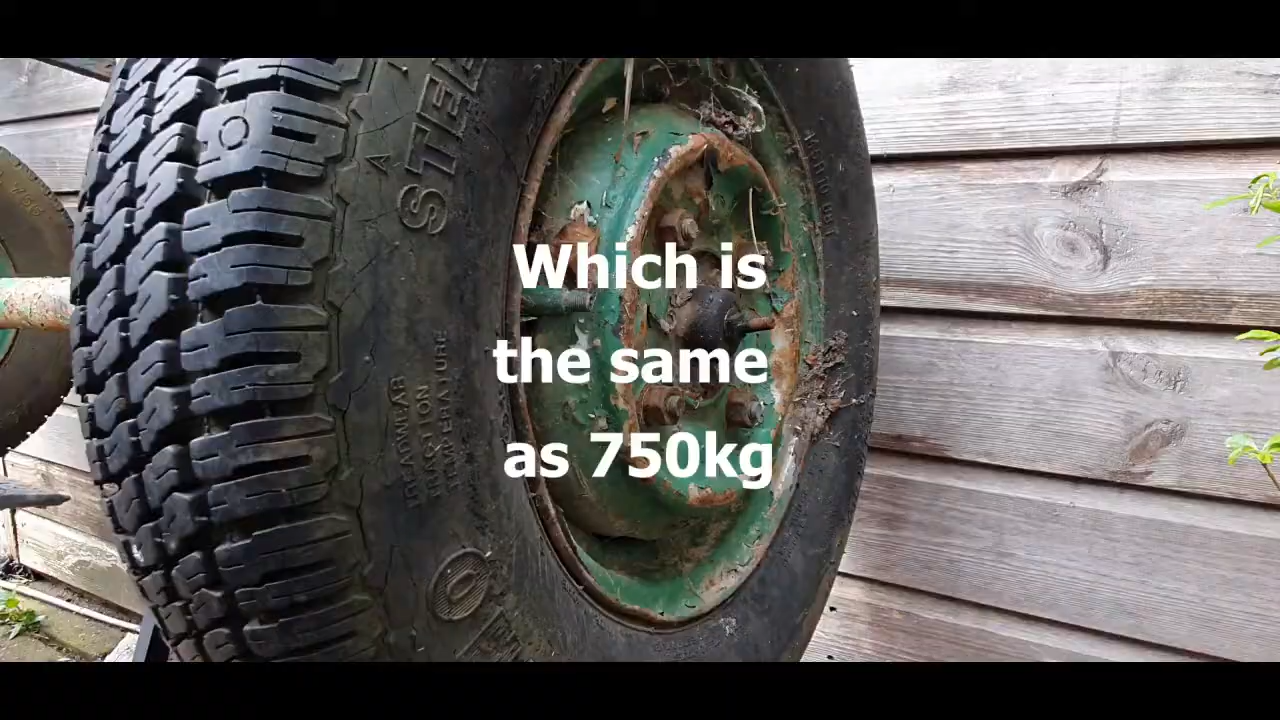 Which is
the same
as 750kg
STEE
A
TREADWEAR
TRACTION
TEMPERATURE